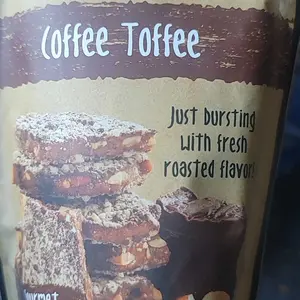 Coffee Toffee
Just bursting
with fresh
roasted flavor!
Gourmet